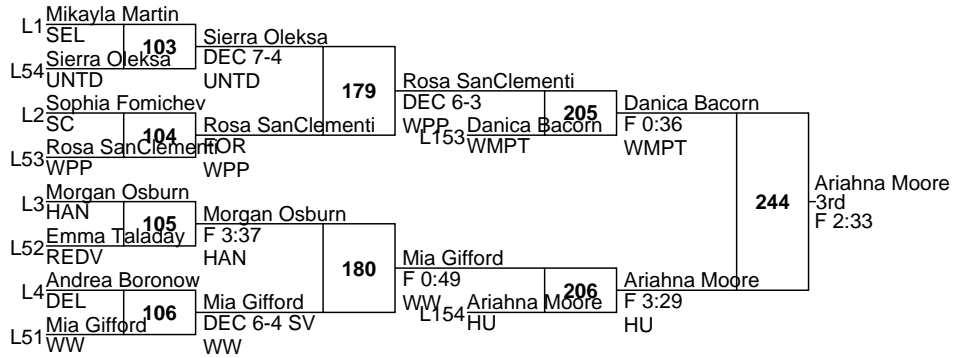 L1 Mikayla Martin
SEL
103
L54 Sierra Oleksa
UNTD
Sierra Oleksa
DEC 7-4
UNTD
L2 Sophia Fomichev
SC
104
L53 Rosa SanClementi
WPP
Rosa SanClementi
FOR
WPP
179
Rosa SanClementi
DEC 6-3
WPP
L153 Danica Bacorn
WMPT
205
Danica Bacorn
F 0:36
WMPT
L3 Morgan Osburn
HAN
105
L52 Emma Taladay
REDV
Morgan Osburn
F 3:37
HAN
L4 Andrea Boronow
DEL
106
L51 Mia Gifford
WW
Mia Gifford
DEC 6-4 SV
WW
180
Mia Gifford
F 0:49
WW
L154 Ariahna Moore
HU
206
Ariahna Moore
F 3:29
HU
244
Ariahna Moore
3rd
F 2:33